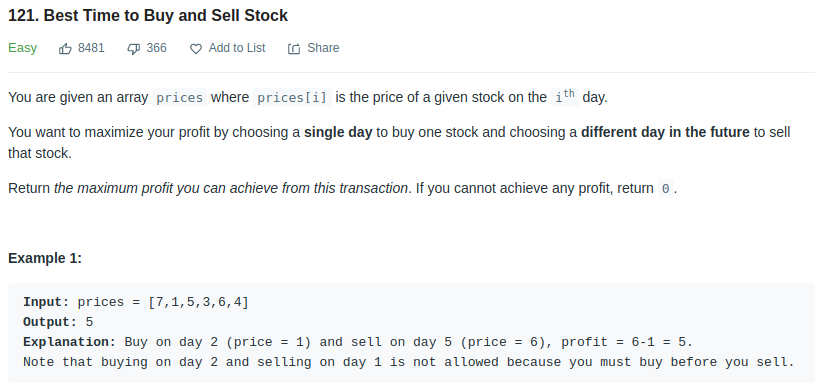 121. Best Time to Buy and Sell Stock
Easy 8481 366 Add to List Share
You are given an array prices where prices[i] is the price of a given stock on the ith day.
You want to maximize your profit by choosing a single day to buy one stock and choosing a different day in the future to sell
that stock.
Return the maximum profit you can achieve from this transaction. If you cannot achieve any profit, return 0.
Example 1:
Input: prices = [7,1,5,3,6,4]
Output: 5
Explanation: Buy on day 2 (price = 1) and sell on day 5 (price = 6), profit = 6-1 = 5.
Note that buying on day 2 and selling on day 1 is not allowed because you must buy before you sell.